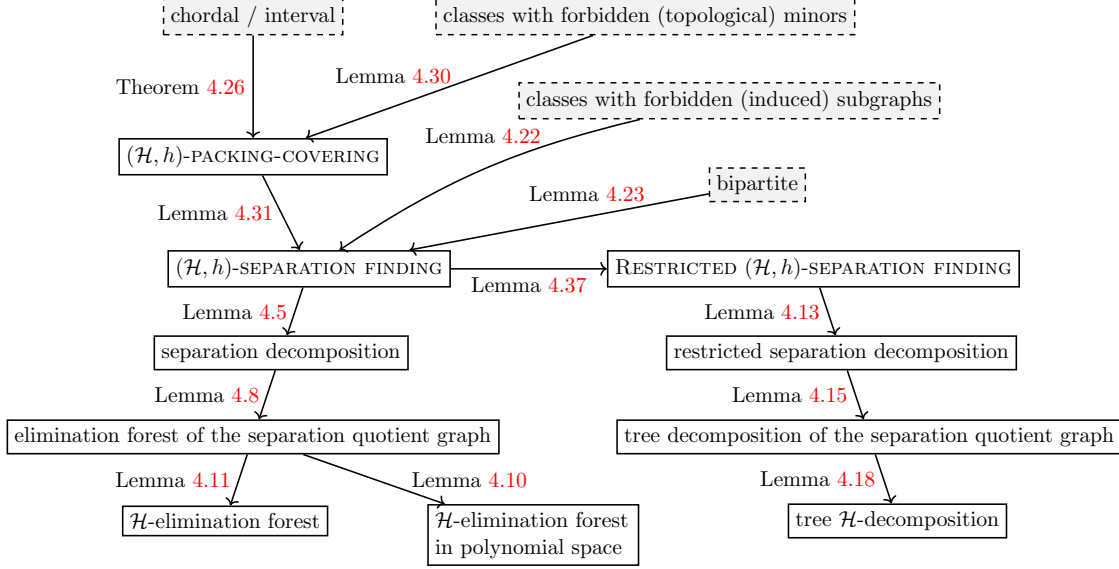 chordal / interval
classes with forbidden (topological) minors
Theorem 4.26
Lemma 4.30
classes with forbidden (induced) subgraphs
Lemma 4.22
(ℋ, h)-PACKING-COVERING
Lemma 4.23
bipartite
Lemma 4.31
(ℋ, h)-SEPARATION FINDING
Lemma 4.37
RESTRICTED (ℋ, h)-SEPARATION FINDING
Lemma 4.5
Lemma 4.13
separation decomposition
restricted separation decomposition
Lemma 4.8
Lemma 4.15
elimination forest of the separation quotient graph
tree decomposition of the separation quotient graph
Lemma 4.11
Lemma 4.10
Lemma 4.18
ℋ-elimination forest
ℋ-elimination forest
in polynomial space
tree ℋ-decomposition